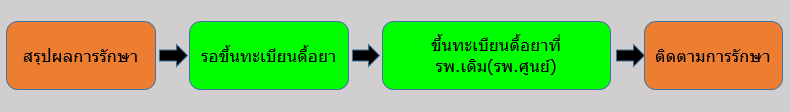 สรุปผลการรักษา
รอขึ้นทะเบียนดื้อยา
ขึ้นทะเบียนดื้อยาที่
รพ.เดิม(รพ.ศูนย์)
ติดตามการรักษา